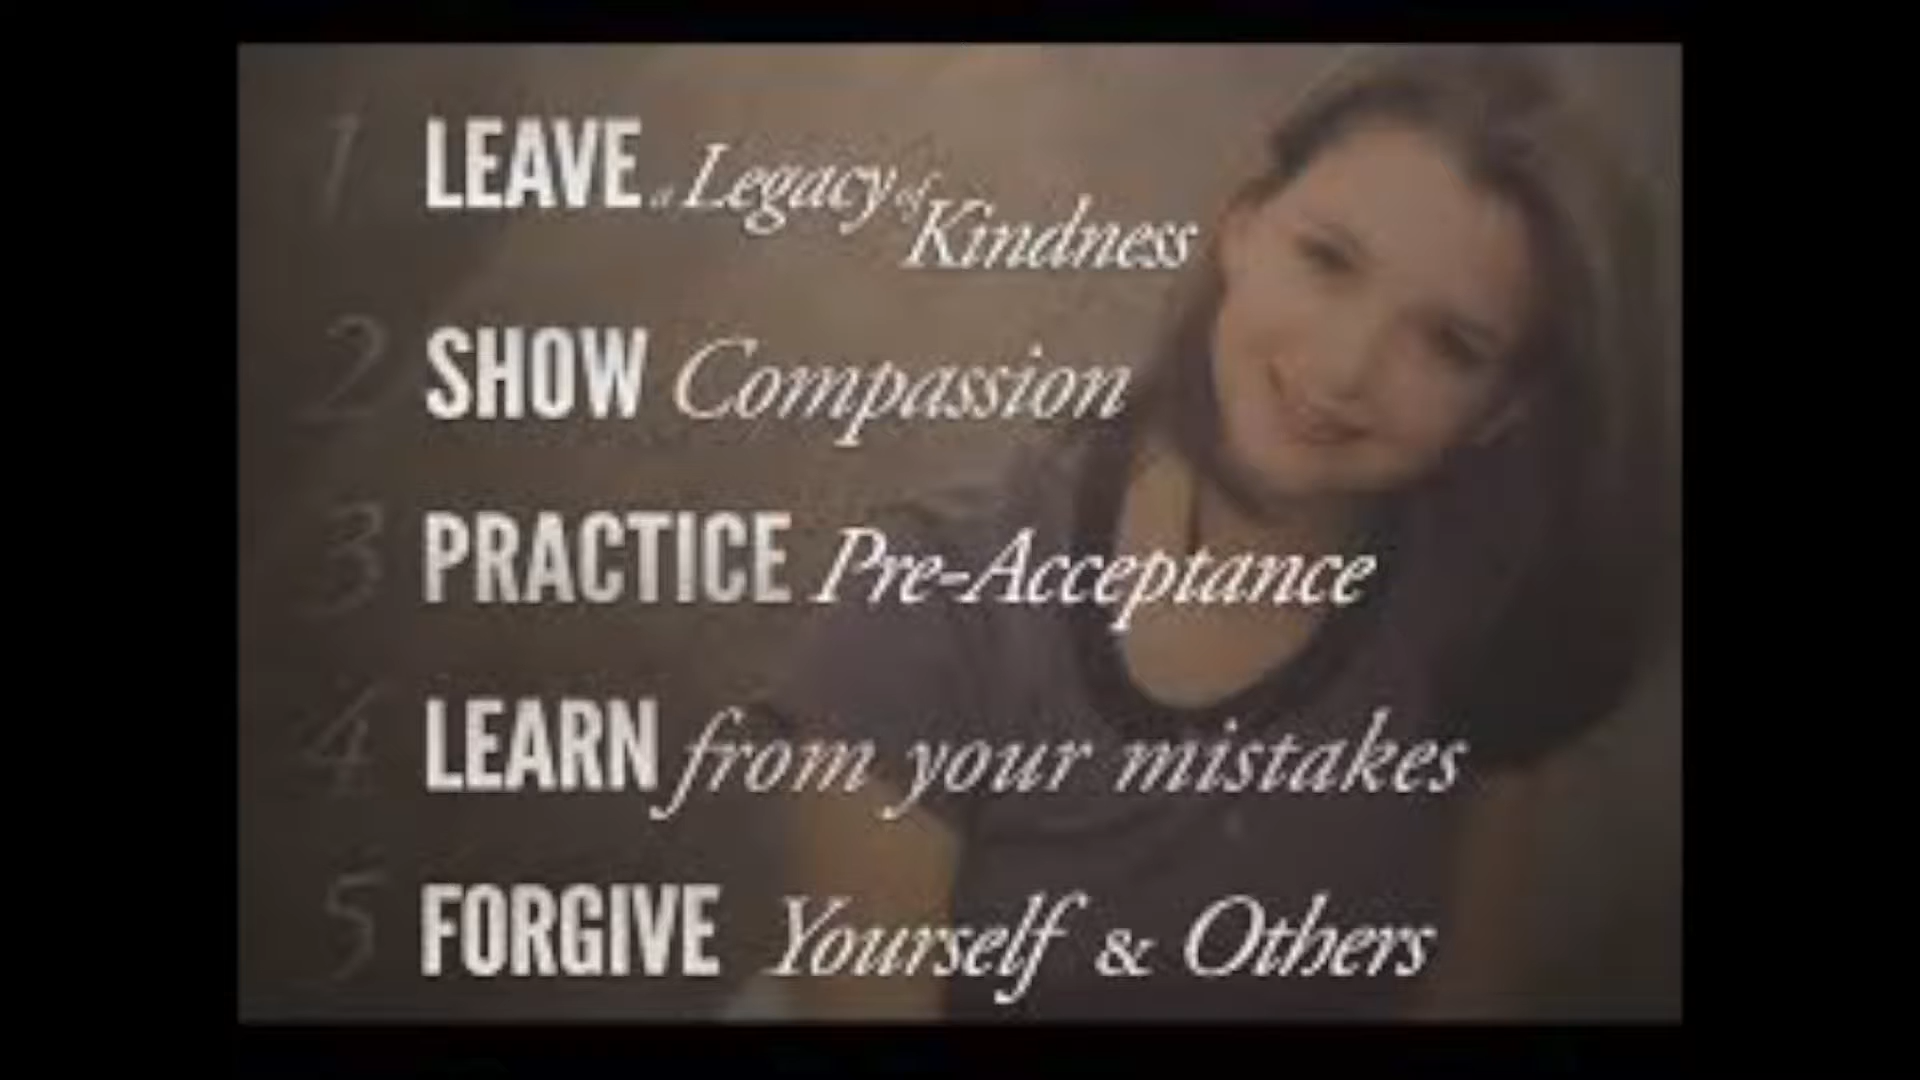 1 LEAVE a Legacy of
Kindness
2 SHOW Compassion
3 PRACTICE Pre-Acceptance
4 LEARN from your mistakes
5 FORGIVE Yourself & Others